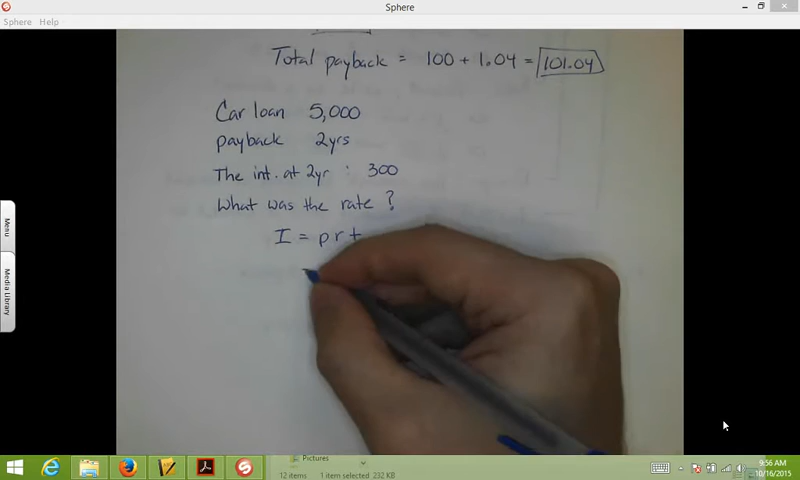 Sphere
Sphere Help
Total payback = 100 + 1.04 = 101.04
Car loan 5,000
payback 2yrs
The int. at 2yr : 300
What was the rate ?
I = prt
Menu
Media Library
Pictures
12 items 1 item selected 232 KB
9:56 AM
10/16/2015